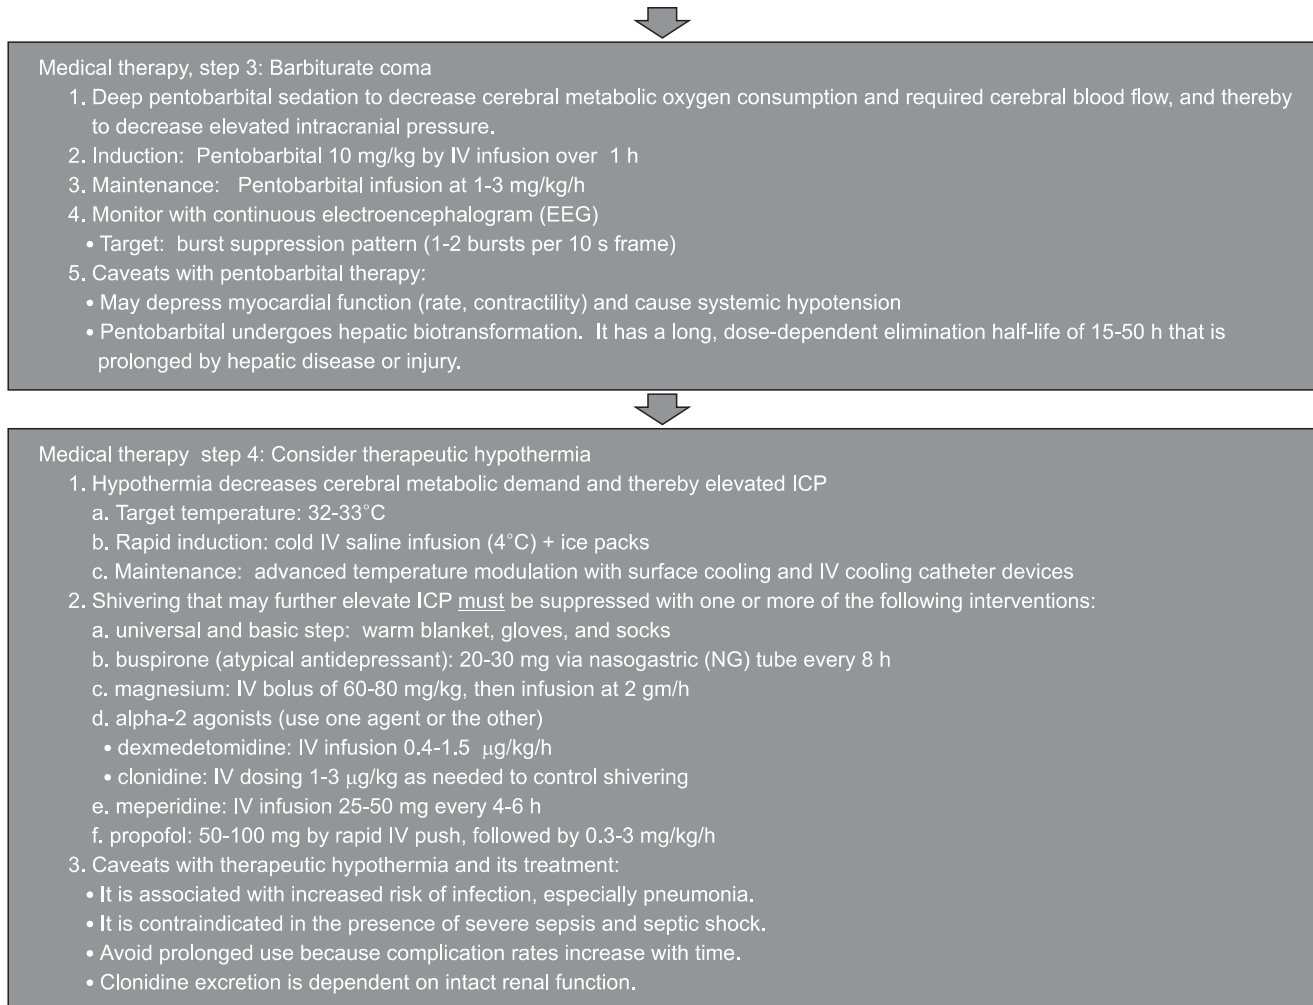 Medical therapy, step 3: Barbiturate coma
1. Deep pentobarbital sedation to decrease cerebral metabolic oxygen consumption and required cerebral blood flow, and thereby
to decrease elevated intracranial pressure.
2. Induction: Pentobarbital 10 mg/kg by IV infusion over 1 h
3. Maintenance: Pentobarbital infusion at 1-3 mg/kg/h
4. Monitor with continuous electroencephalogram (EEG)
• Target: burst suppression pattern (1-2 bursts per 10 s frame)
5. Caveats with pentobarbital therapy:
• May depress myocardial function (rate, contractility) and cause systemic hypotension
• Pentobarbital undergoes hepatic biotransformation. It has a long, dose-dependent elimination half-life of 15-50 h that is
prolonged by hepatic disease or injury.
Medical therapy step 4: Consider therapeutic hypothermia
1. Hypothermia decreases cerebral metabolic demand and thereby elevated ICP
a. Target temperature: 32-33°C
b. Rapid induction: cold IV saline infusion (4°C) + ice packs
c. Maintenance: advanced temperature modulation with surface cooling and IV cooling catheter devices
2. Shivering that may further elevate ICP must be suppressed with one or more of the following interventions:
a. universal and basic step: warm blanket, gloves, and socks
b. buspirone (atypical antidepressant): 20-30 mg via nasogastric (NG) tube every 8 h
c. magnesium: IV bolus of 60-80 mg/kg, then infusion at 2 gm/h
d. alpha-2 agonists (use one agent or the other)
• dexmedetomidine: IV infusion 0.4-1.5 μg/kg/h
• clonidine: IV dosing 1-3 μg/kg as needed to control shivering
e. meperidine: IV infusion 25-50 mg every 4-6 h
f. propofol: 50-100 mg by rapid IV push, followed by 0.3-3 mg/kg/h
3. Caveats with therapeutic hypothermia and its treatment:
• It is associated with increased risk of infection, especially pneumonia.
• It is contraindicated in the presence of severe sepsis and septic shock.
• Avoid prolonged use because complication rates increase with time.
• Clonidine excretion is dependent on intact renal function.